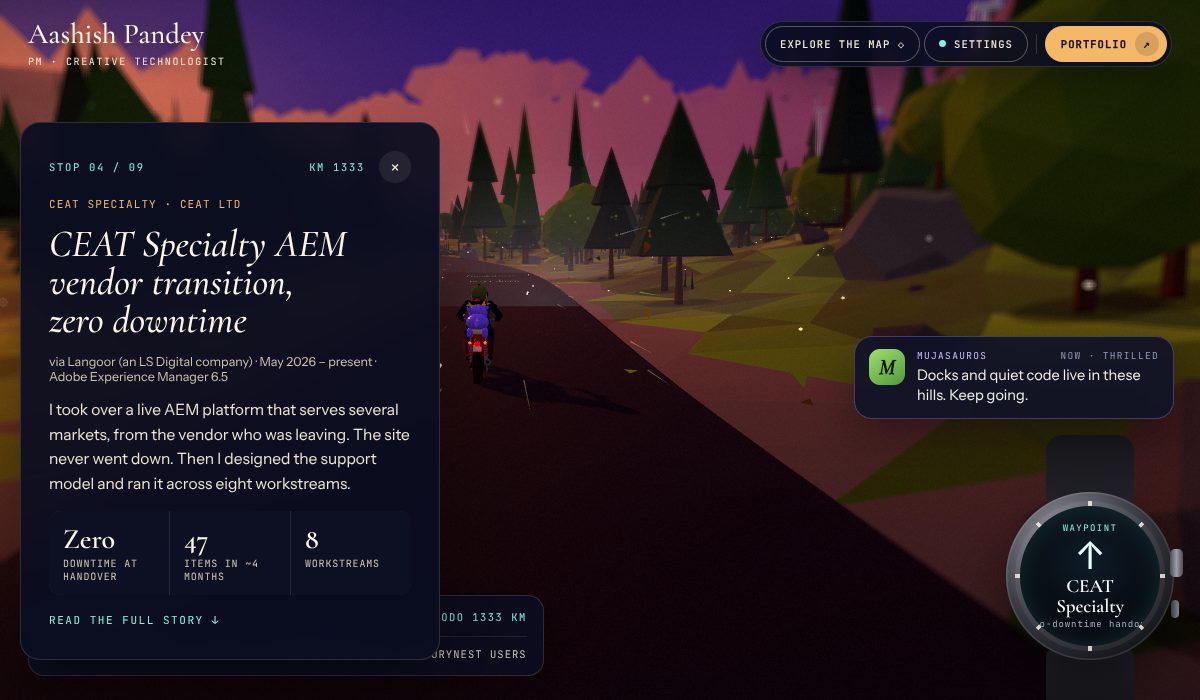 Aashish Pandey
PM · CREATIVE TECHNOLOGIST
EXPLORE THE MAP ◇
SETTINGS
PORTFOLIO ↗
STOP 04 / 09
KM 1333
×
CEAT SPECIALTY · CEAT LTD
CEAT Specialty AEM
vendor transition,
zero downtime
via Langoor (an LS Digital company) · May 2026 – present ·
Adobe Experience Manager 6.5
I took over a live AEM platform that serves several
markets, from the vendor who was leaving. The site
never went down. Then I designed the support
model and ran it across eight workstreams.
Zero
DOWNTIME AT
HANDOVER
47
ITEMS IN ~4
MONTHS
8
WORKSTREAMS
READ THE FULL STORY ↓
ODO 1333 KM
USERS
M
MUJASAUROS
NOW · THRILLED
Docks and quiet code live in these
hills. Keep going.
WAYPOINT
↑
CEAT
Specialty
o-downtime hando